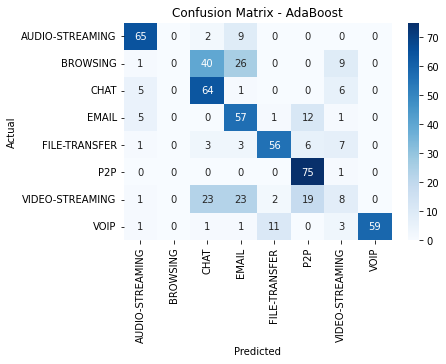 Confusion Matrix - AdaBoost
Actual
AUDIO-STREAMING 65 0 2 9 0 0 0 0
BROWSING 1 0 40 26 0 0 9 0
CHAT 5 0 64 1 0 0 6 0
EMAIL 5 0 0 57 1 12 1 0
FILE-TRANSFER 1 0 3 3 56 6 7 0
P2P 0 0 0 0 0 75 1 0
VIDEO-STREAMING 1 0 23 23 2 19 8 0
VOIP 1 0 1 1 11 0 3 59
AUDIO-STREAMING
BROWSING
CHAT
EMAIL
FILE-TRANSFER
P2P
VIDEO-STREAMING
VOIP
Predicted
70
60
50
40
30
20
10
0